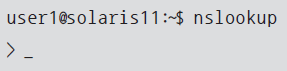 user1@solaris11:~$ nslookup
> _